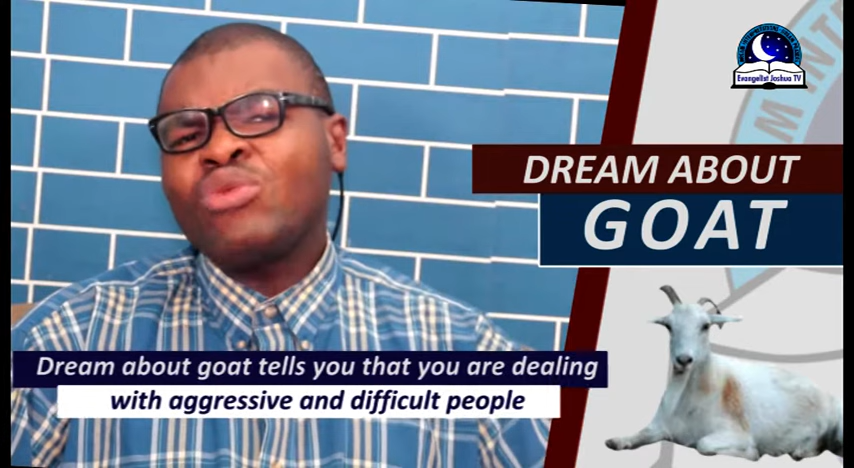 Evangelist Joshua TV
M INT
DREAM ABOUT
GOAT
Dream about goat tells you that you are dealing
with aggressive and difficult people